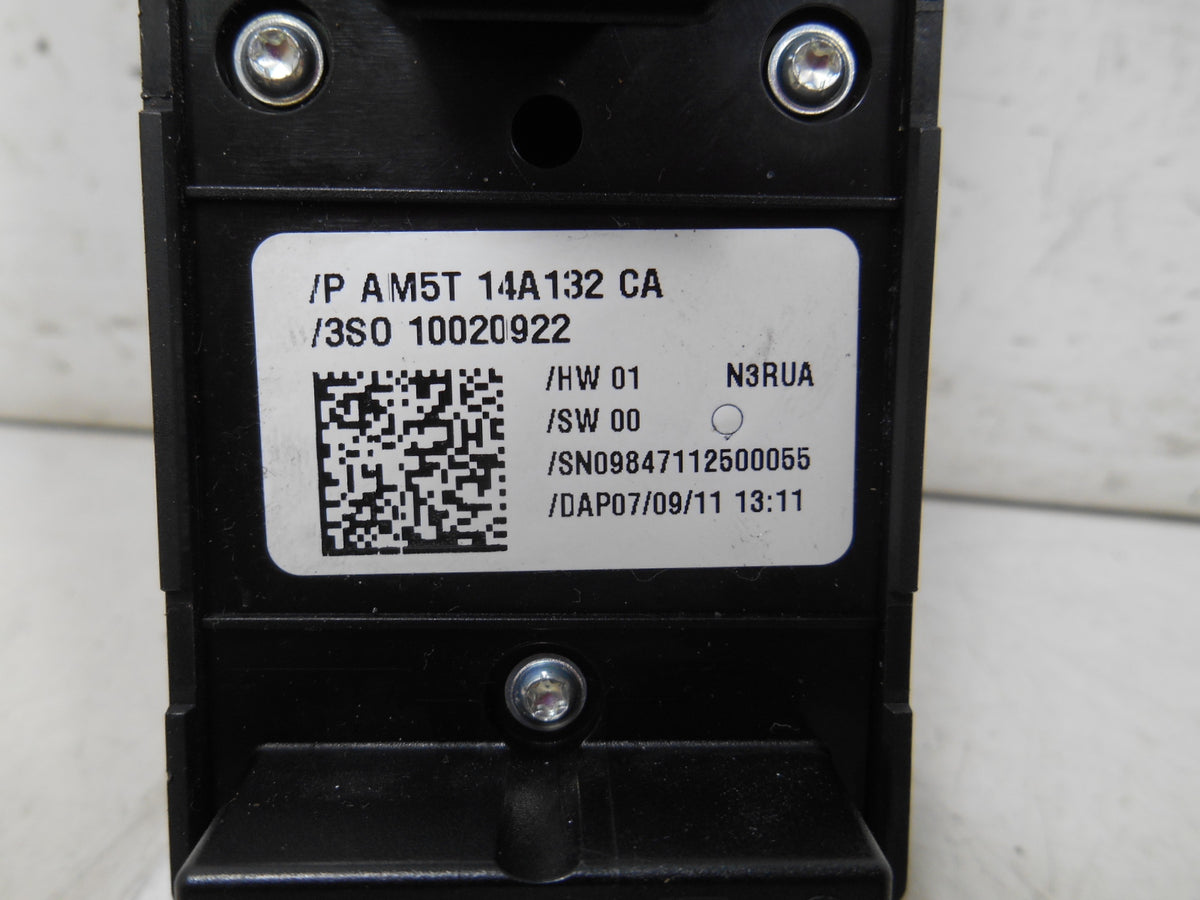 /P AM5T 14A132 CA
/3S0 10020922
/HW 01 N3RUA
/SW 00
/SN09847112500055
/DAP07/09/11 13:11